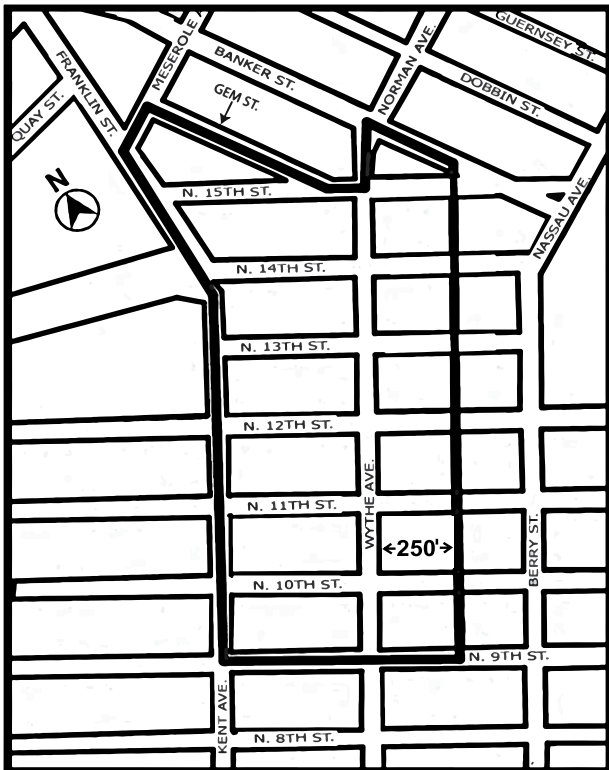 GUERNSEY ST.
NORMAN AVE.
MESEROLE A
BANKER ST.
FRANKLIN ST.
DOBBIN ST.
GEM ST.
QUAY ST.
N
N. 15TH ST.
NASSAU AVE.
N. 14TH ST.
N. 13TH ST.
N. 12TH ST.
WYTHE AVE.
N. 11TH ST.
250'
BERRY ST.
N. 10TH ST.
N. 9TH ST.
KENT AVE.
N. 8TH ST.